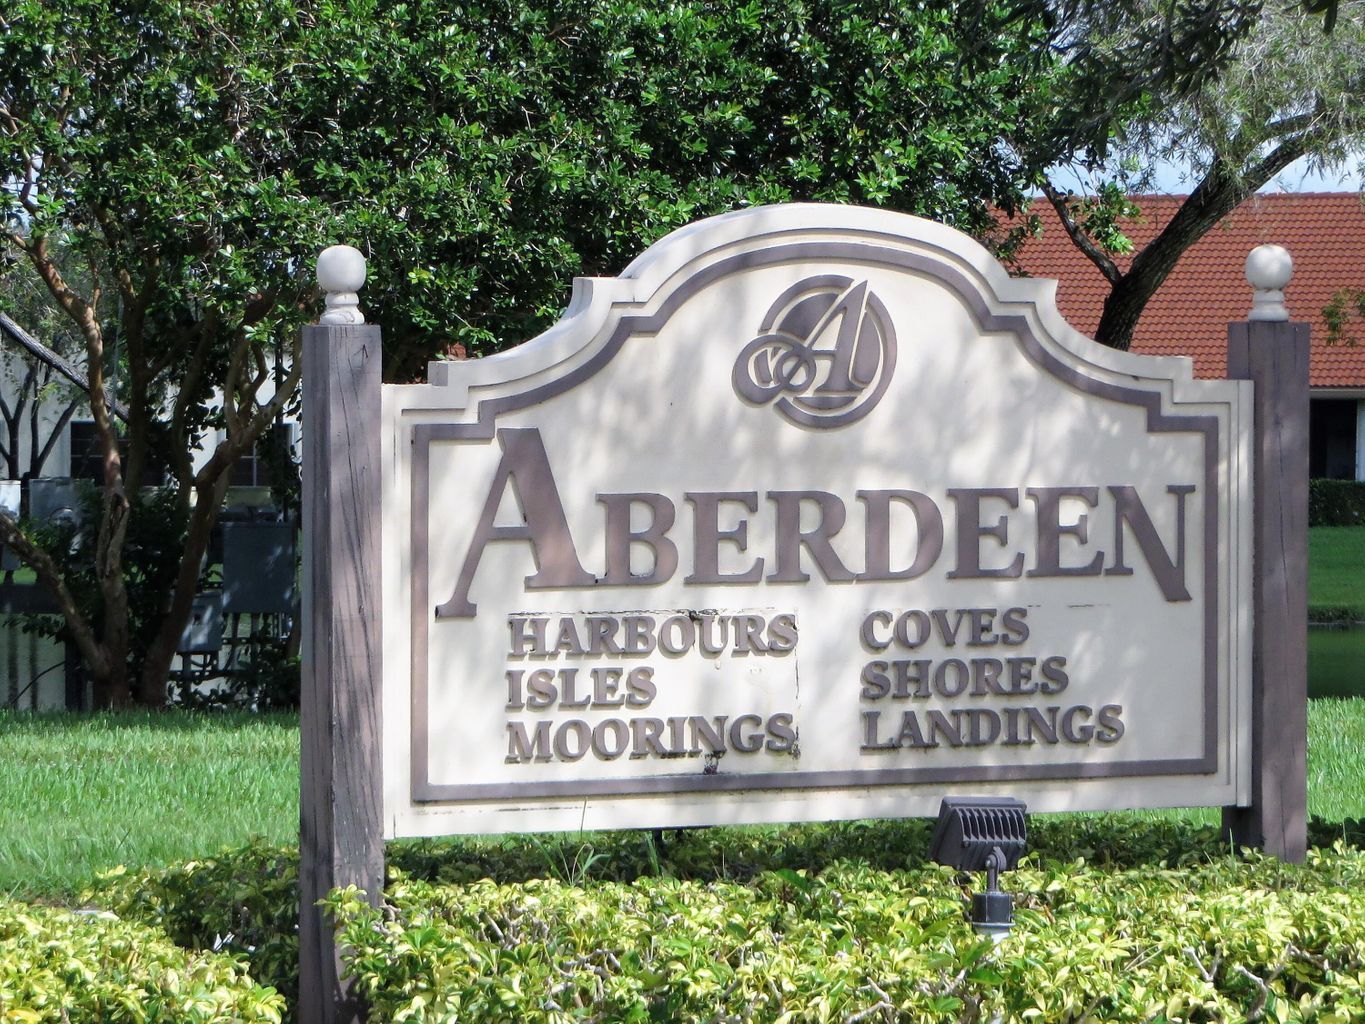 A
ABERDEEN
HARBOURS
ISLES
MOORINGS
COVES
SHORES
LANDINGS